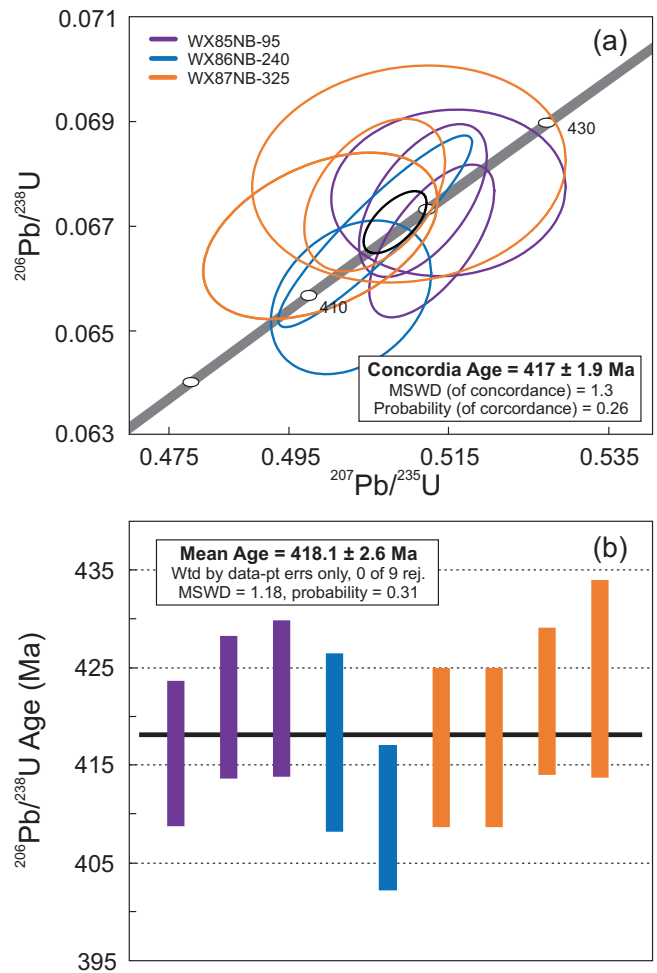 0.071
0.069
0.067
0.065
0.063
²⁰⁶Pb/²³⁸U
WX85NB-95
WX86NB-240
WX87NB-325
(a)
430
410
Concordia Age = 417 ± 1.9 Ma
MSWD (of concordance) = 1.3
Probability (of corcordance) = 0.26
0.475 0.495 0.515 0.535
²⁰⁷Pb/²³⁵U
435
425
415
405
395
²⁰⁶Pb/²³⁸U Age (Ma)
(b)
Mean Age = 418.1 ± 2.6 Ma
Wtd by data-pt errs only, 0 of 9 rej.
MSWD = 1.18, probability = 0.31